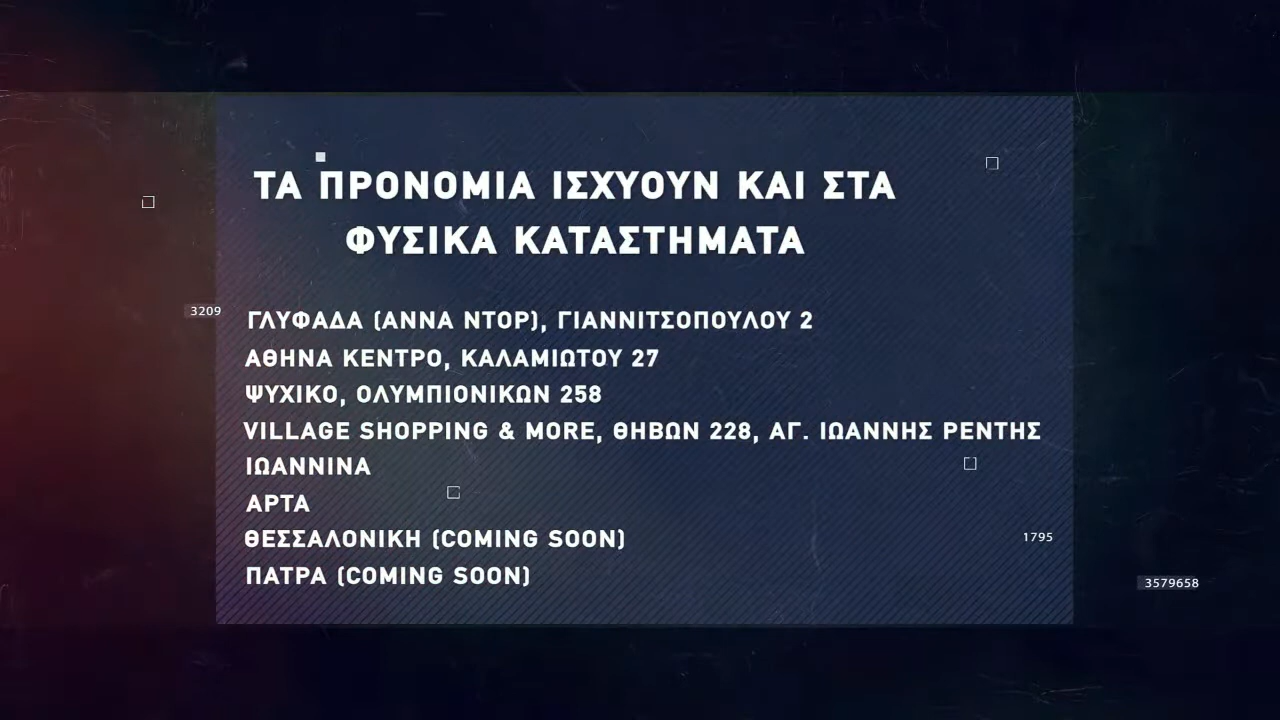 ΤΑ ΠΡΟΝΟΜΙΑ ΙΣΧΥΟΥΝ ΚΑΙ ΣΤΑ
ΦΥΣΙΚΑ ΚΑΤΑΣΤΗΜΑΤΑ
3209
ΓΛΥΦΑΔΑ (ΑΝΝΑ ΝΤΟΡ), ΓΙΑΝΝΙΤΣΟΠΟΥΛΟΥ 2
ΑΘΗΝΑ ΚΕΝΤΡΟ, ΚΑΛΑΜΙΩΤΟΥ 27
ΨΥΧΙΚΟ, ΟΛΥΜΠΙΟΝΙΚΩΝ 258
VILLAGE SHOPPING & MORE, ΘΗΒΩΝ 228, ΑΓ. ΙΩΑΝΝΗΣ ΡΕΝΤΗΣ
ΙΩΑΝΝΙΝΑ
ΑΡΤΑ
ΘΕΣΣΑΛΟΝΙΚΗ (COMING SOON)
1795
ΠΑΤΡΑ (COMING SOON)
3579658